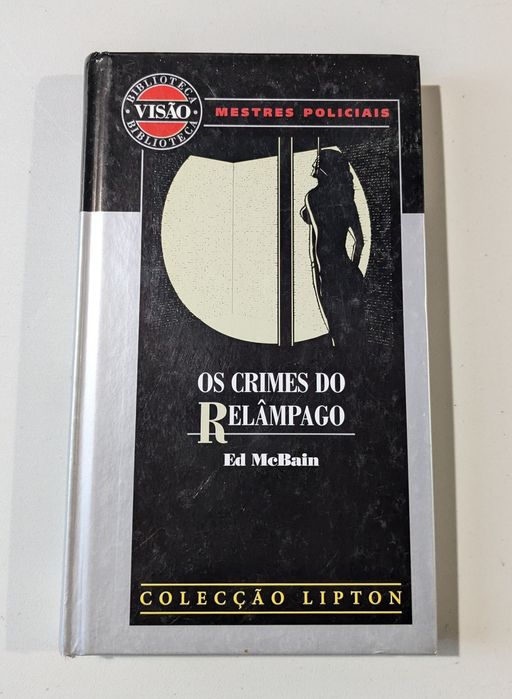 BIBLIOTECA
VISÃO
BIBLIOTECA
MESTRES POLICIAIS
OS CRIMES DO
RELÂMPAGO
Ed McBain
COLECÇÃO LIPTON